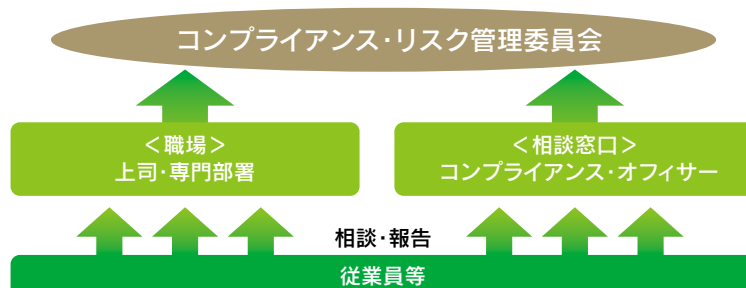 コンプライアンス・リスク管理委員会
＜職場＞
上司・専門部署
＜相談窓口＞
コンプライアンス・オフィサー
相談・報告
従業員等